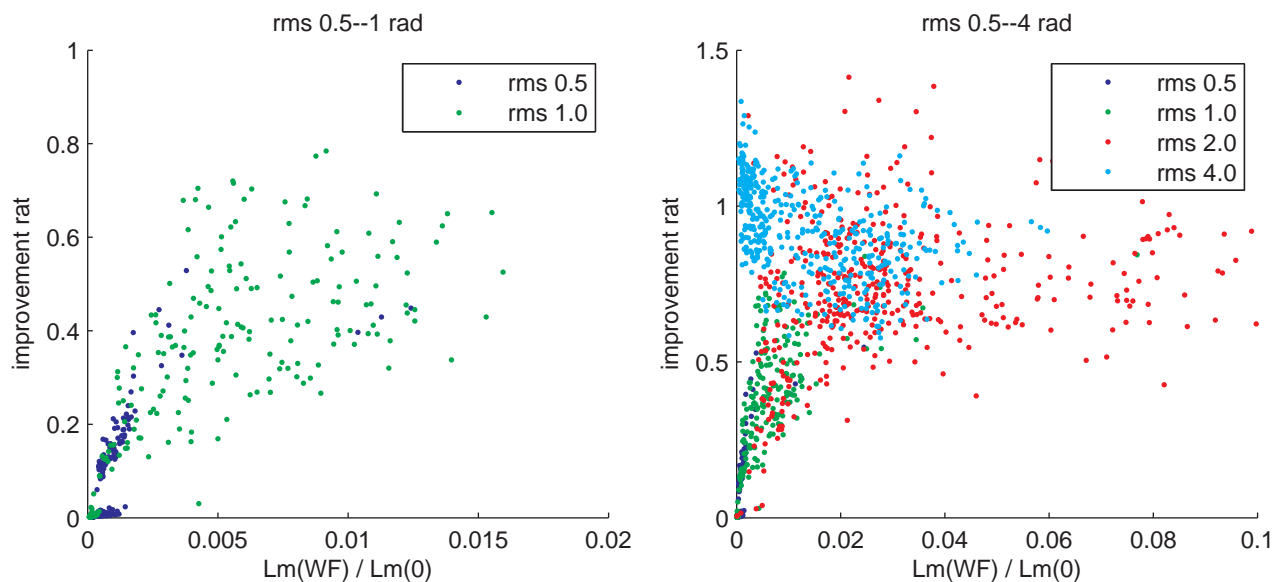 rms 0.5--1 rad
1
0.8
0.6
0.4
0.2
0
improvement rat
rms 0.5
rms 1.0
0
0.005
0.01
0.015
0.02
Lm(WF) / Lm(0)
rms 0.5--4 rad
1.5
1
0.5
0
improvement rat
rms 0.5
rms 1.0
rms 2.0
rms 4.0
0
0.02
0.04
0.06
0.08
0.1
Lm(WF) / Lm(0)